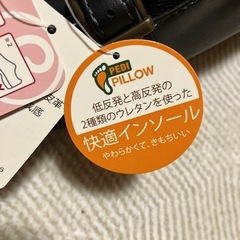 PEDI
PILLOW
低反発と高反発の
2種類のウレタンを使った
快適インソール
やわらかくて、きもちいい